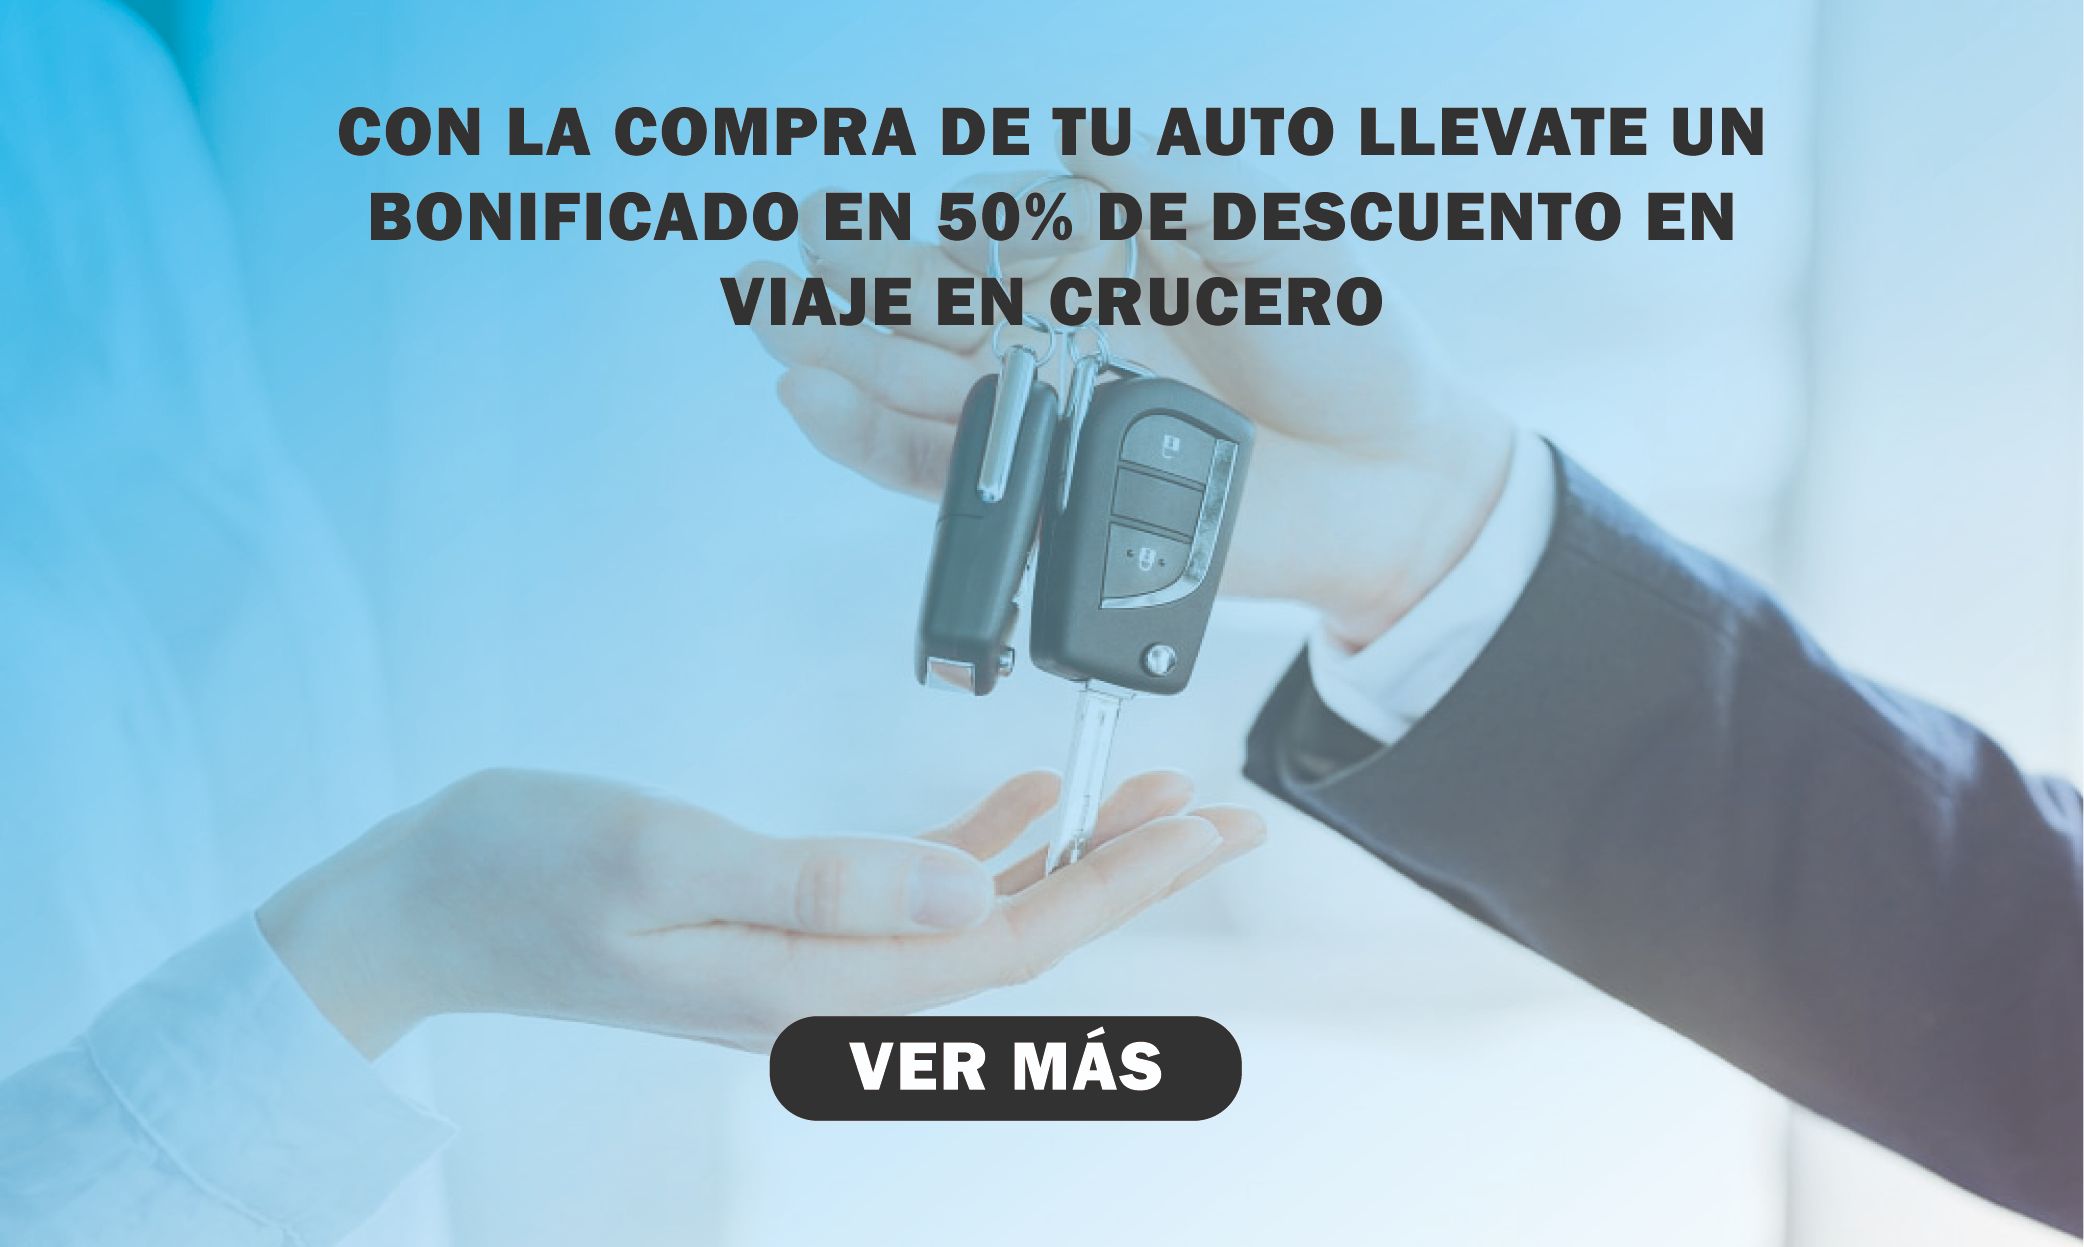 CON LA COMPRA DE TU AUTO LLEVATE UN
BONIFICADO EN 50% DE DESCUENTO EN
VIAJE EN CRUCERO
VER MÁS